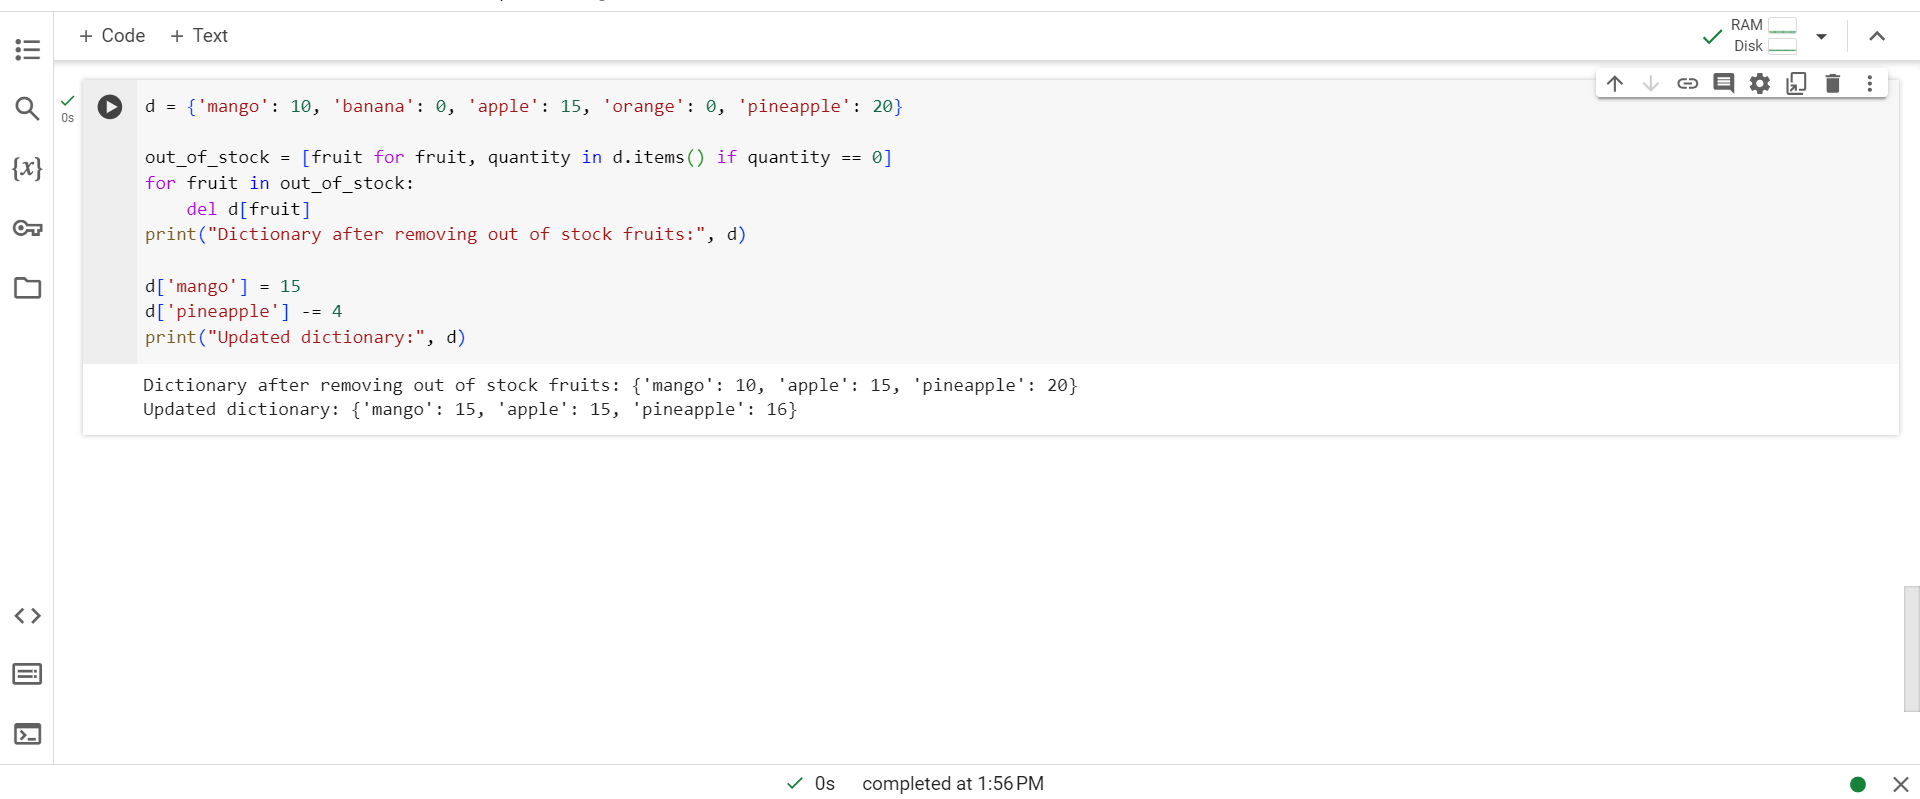 + Code + Text
RAM
Disk
0s
d = {'mango': 10, 'banana': 0, 'apple': 15, 'orange': 0, 'pineapple': 20}
out_of_stock = [fruit for fruit, quantity in d.items() if quantity == 0]
for fruit in out_of_stock:
    del d[fruit]
print("Dictionary after removing out of stock fruits:", d)
d['mango'] = 15
d['pineapple'] -= 4
print("Updated dictionary:", d)
Dictionary after removing out of stock fruits: {'mango': 10, 'apple': 15, 'pineapple': 20}
Updated dictionary: {'mango': 15, 'apple': 15, 'pineapple': 16}
{x}
0s completed at 1:56 PM